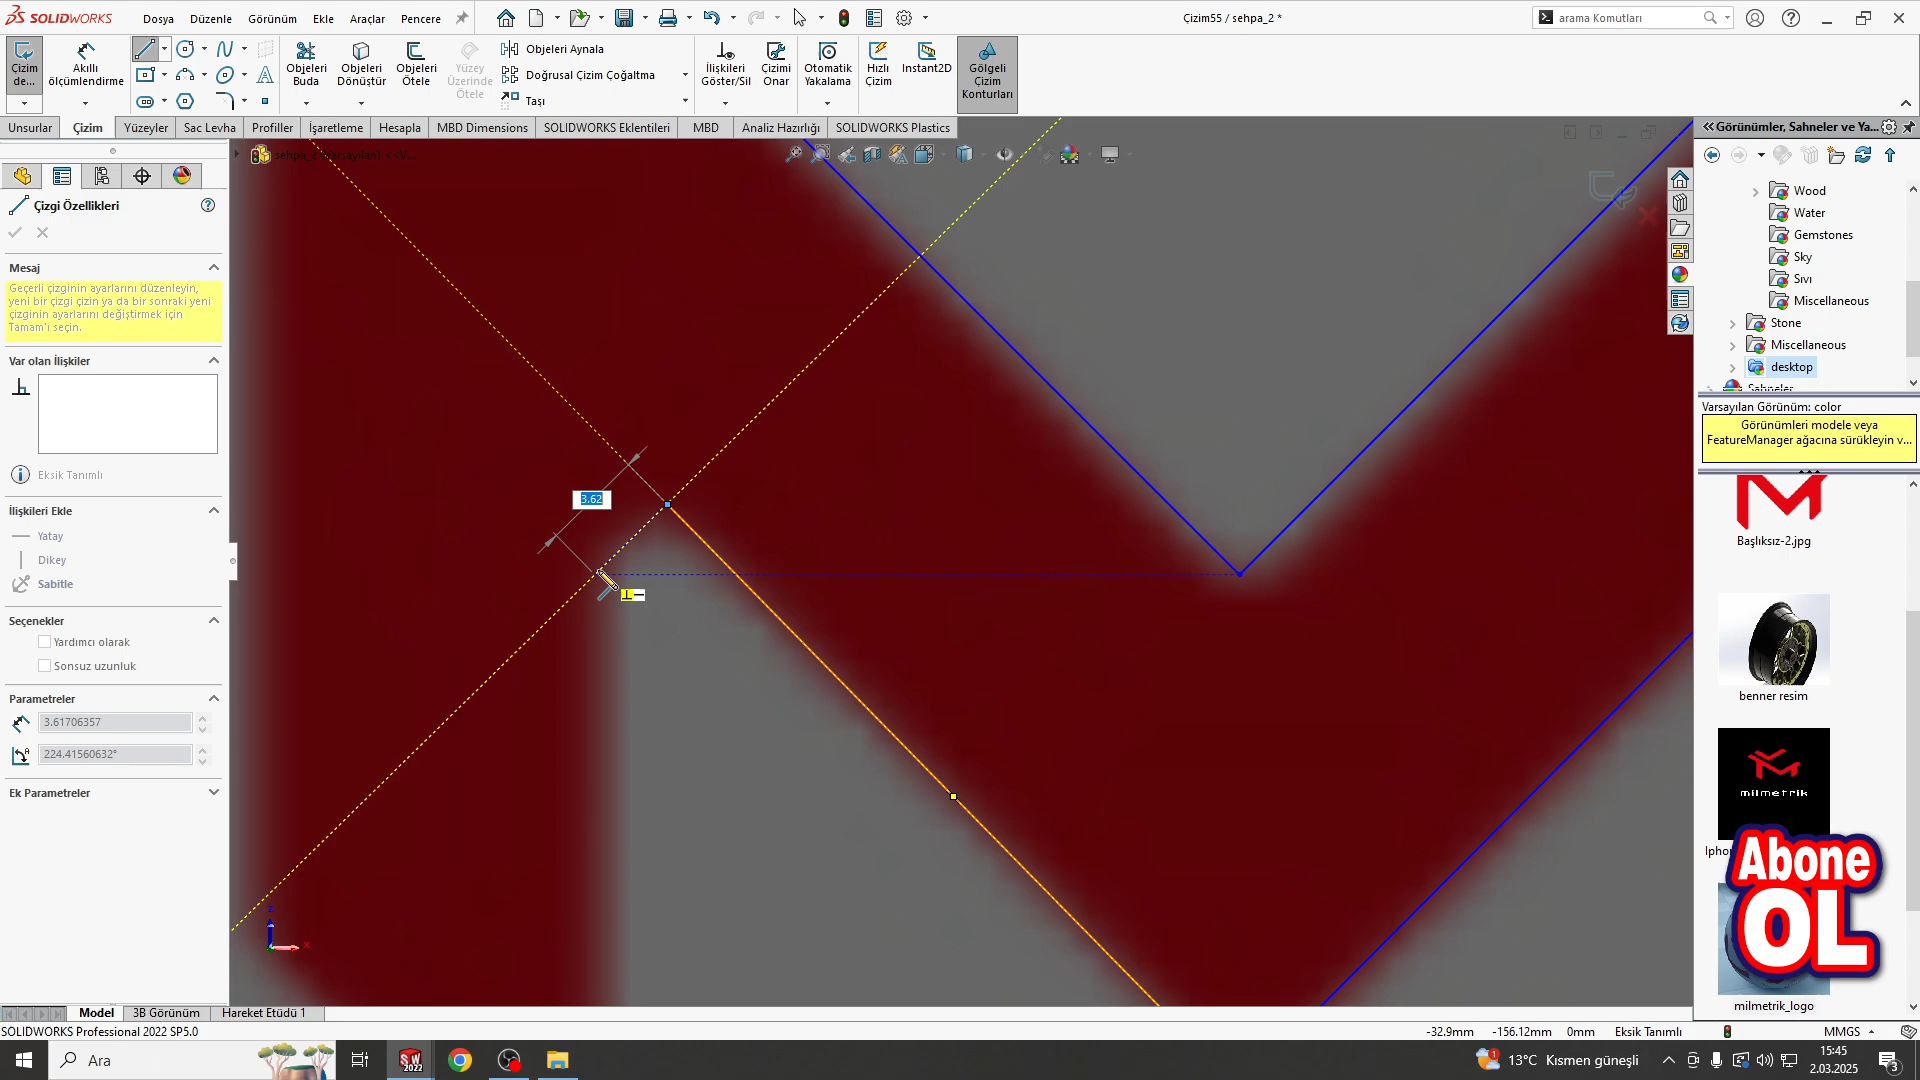 SOLIDWORKS
Dosya
Düzenle
Görünüm
Ekle
Araçlar
Pencere
Çizim55 / sehpa_2 *
arama Komutları
Çizim de...
Akıllı ölçümlendirme
Objeleri Buda
Objeleri Dönüştür
Objeleri Ötele
Yüzey Üzerinde Ötele
Objeleri Aynala
Doğrusal Çizim Çoğaltma
Taşı
İlişkileri Göster/Sil
Çizimi Onar
Otomatik Yakalama
Hızlı Çizim
Instant2D
Gölgeli Çizim Konturları
Unsurlar
Çizim
Yüzeyler
Sac Levha
Profiller
İşaretleme
Hesapla
MBD Dimensions
SOLIDWORKS Eklentileri
MBD
Analiz Hazırlığı
SOLIDWORKS Plastics
Görünümler, Sahneler ve Ya...
sehpa_2 (Varsayılan) <<V...
Çizgi Özellikleri
Mesaj
Geçerli çizginin ayarlarını düzenleyin,
yeni bir çizgi çizin ya da bir sonraki yeni
çizginin ayarlarını değiştirmek için
Tamam'ı seçin.
Var olan İlişkiler
Eksik Tanımlı
İlişkileri Ekle
Yatay
Dikey
Sabitle
Seçenekler
Yardımcı olarak
Sonsuz uzunluk
Parametreler
3.61706357
224.41560632°
Ek Parametreler
3.62
Wood
Water
Gemstones
Sky
Sıvı
Miscellaneous
Stone
Miscellaneous
desktop
Sahneler
Varsayılan Görünüm: color
Görünümleri modele veya
FeatureManager ağacına sürükleyin v...
Başlıksız-2.jpg
benner resim
milmetrik
milmetrik_logo
Abone
OL
Model
3B Görünüm
Hareket Etüdü 1
SOLIDWORKS Professional 2022 SP5.0
-32.9mm
-156.12mm
0mm
Eksik Tanımlı
MMGS
Ara
13°C Kısmen güneşli
15:45
2.03.2025